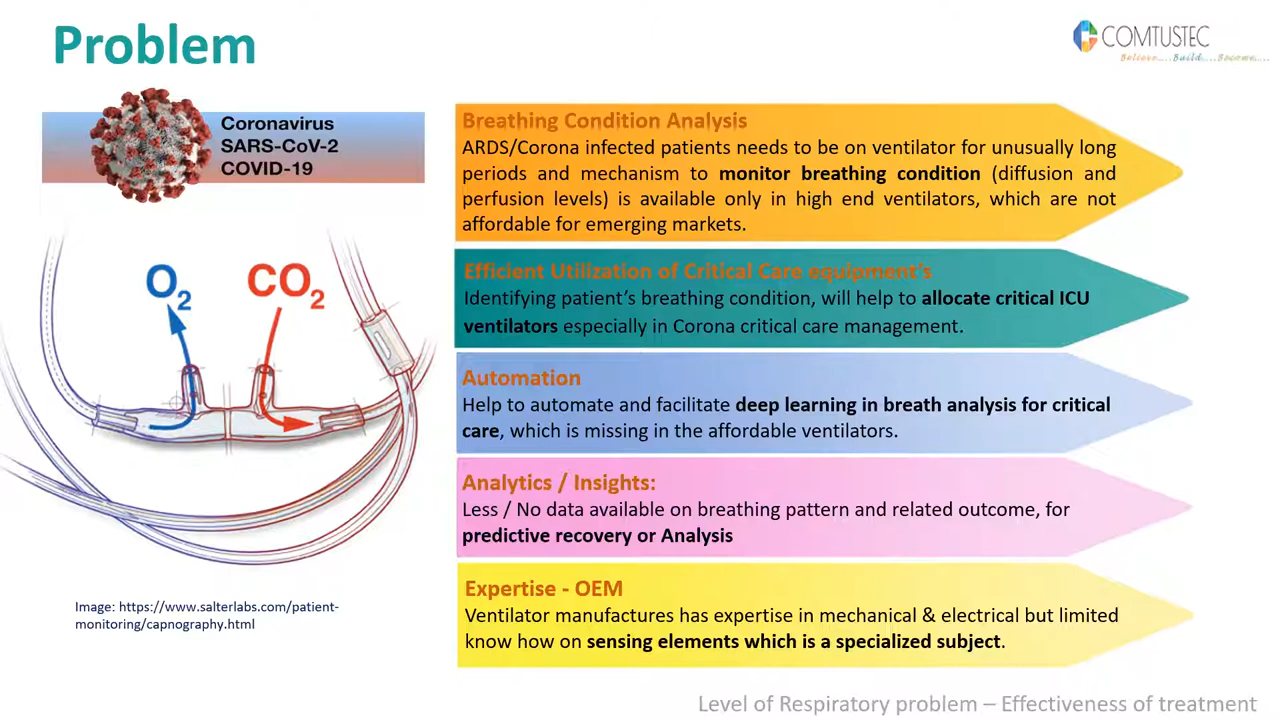 Problem
COMTUSTEC
Believe....Build....Become....
Coronavirus
SARS-CoV-2
COVID-19
O2
CO2
Image: https://www.salterlabs.com/patient-
monitoring/capnography.html
Breathing Condition Analysis
ARDS/Corona infected patients needs to be on ventilator for unusually long
periods and mechanism to monitor breathing condition (diffusion and
perfusion levels) is available only in high end ventilators, which are not
affordable for emerging markets.
Efficient Utilization of Critical Care equipment's
Identifying patient's breathing condition, will help to allocate critical ICU
ventilators especially in Corona critical care management.
Automation
Help to automate and facilitate deep learning in breath analysis for critical
care, which is missing in the affordable ventilators.
Analytics / Insights:
Less / No data available on breathing pattern and related outcome, for
predictive recovery or Analysis
Expertise - OEM
Ventilator manufactures has expertise in mechanical & electrical but limited
know how on sensing elements which is a specialized subject.
Level of Respiratory problem – Effectiveness of treatment